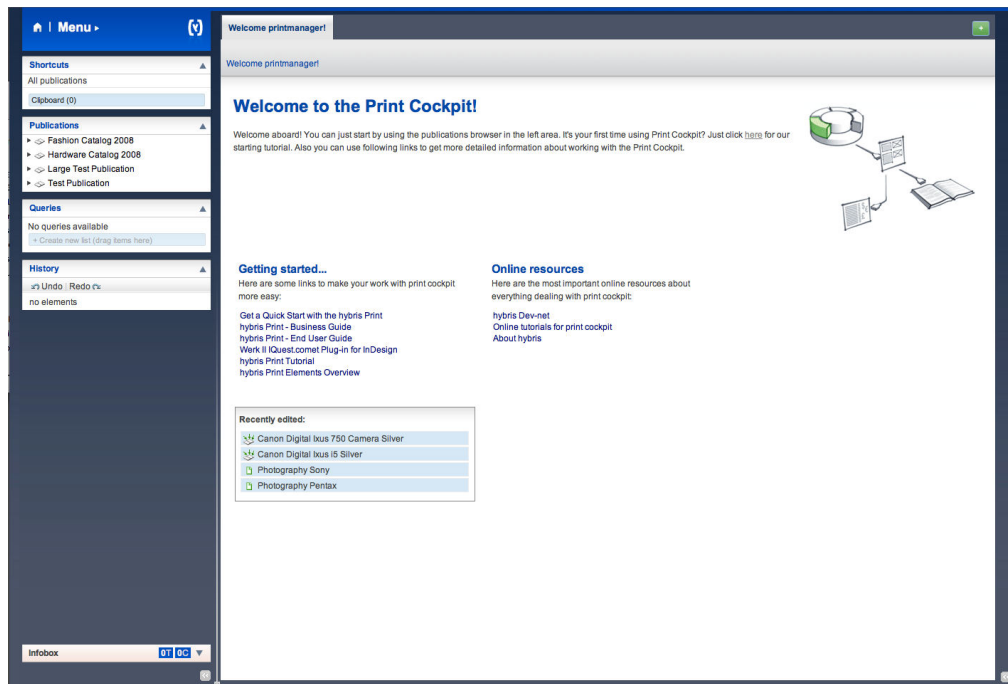 Menu
Welcome printmanager!
Welcome printmanager!
Shortcuts
All publications
Clipboard (0)
Publications
Fashion Catalog 2008
Hardware Catalog 2008
Large Test Publication
Test Publication
Queries
No queries available
+ Create new list (drag items here)
History
Undo | Redo
no elements
Infobox
0T 0C
Welcome to the Print Cockpit!
Welcome aboard! You can just start by using the publications browser in the left area. It's your first time using Print Cockpit? Just click here for our
starting tutorial. Also you can use following links to get more detailed information about working with the Print Cockpit.
Getting started...
Here are some links to make your work with print cockpit
more easy:
Get a Quick Start with the hybris Print
hybris Print - Business Guide
hybris Print - End User Guide
Werk II IQuest.comet Plug-in for InDesign
hybris Print Tutorial
hybris Print Elements Overview
Online resources
Here are the most important online resources about
everything dealing with print cockpit:
hybris Dev-net
Online tutorials for print cockpit
About hybris
Recently edited:
Canon Digital Ixus 750 Camera Silver
Canon Digital Ixus i5 Silver
Photography Sony
Photography Pentax